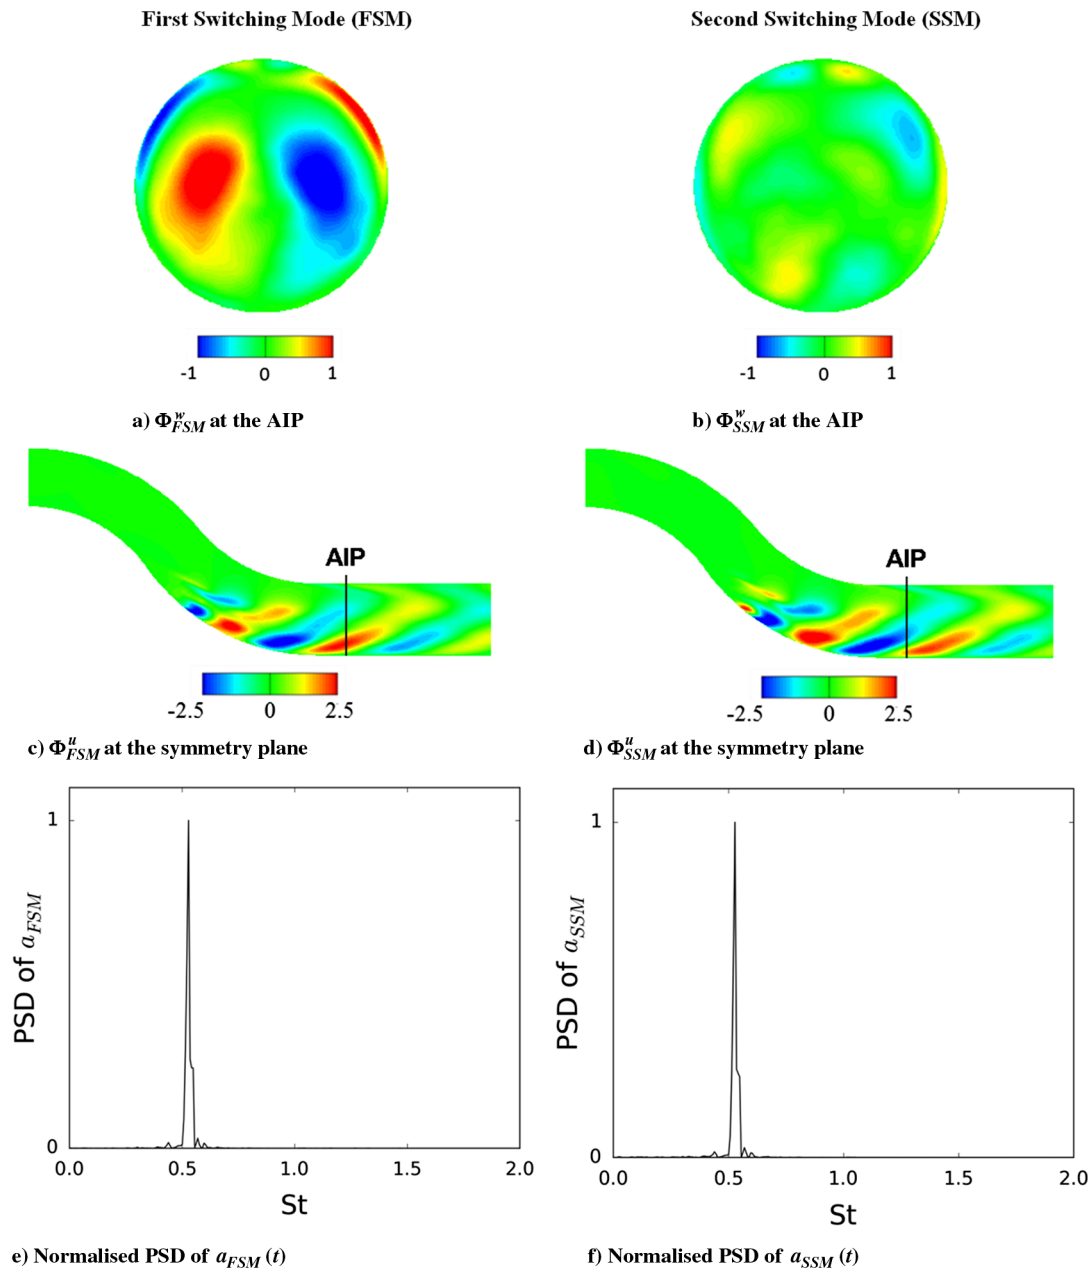 First Switching Mode (FSM)
Second Switching Mode (SSM)
-1 0 1
-1 0 1
a) Φ^w_FSM at the AIP
b) Φ^w_SSM at the AIP
AIP
AIP
-2.5 0 2.5
-2.5 0 2.5
c) Φ^u_FSM at the symmetry plane
d) Φ^u_SSM at the symmetry plane
1
PSD of a_FSM
0
0.0 0.5 1.0 1.5 2.0
St
1
PSD of a_SSM
0
0.0 0.5 1.0 1.5 2.0
St
e) Normalised PSD of a_FSM (t)
f) Normalised PSD of a_SSM (t)